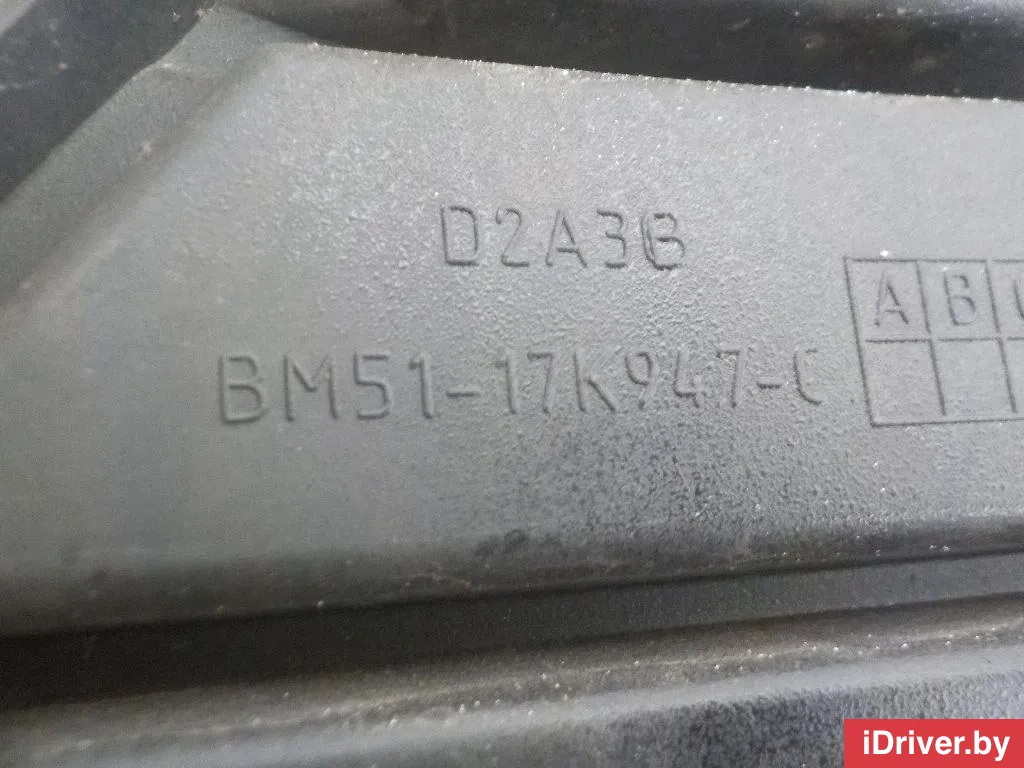 D2A3B
BM51-17K947-C
A B
iDriver.by